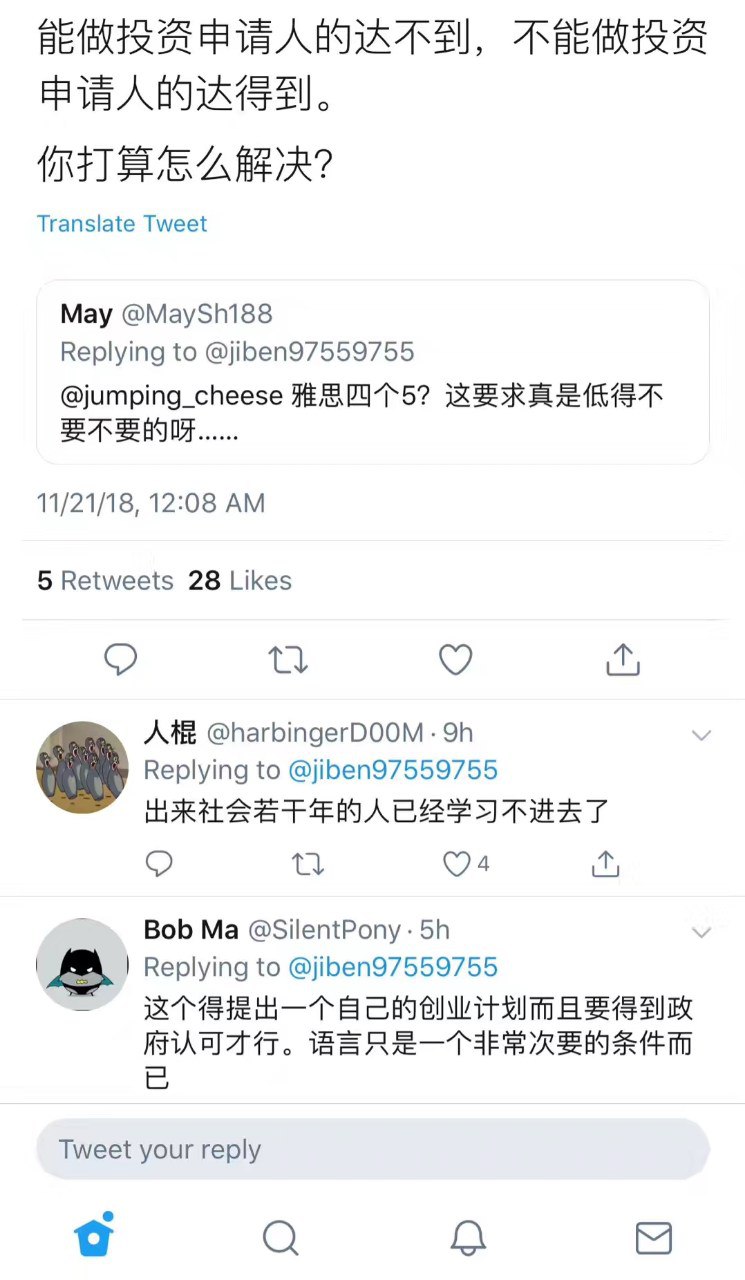 能做投资申请人的达不到，不能做投资
申请人的达得到。
你打算怎么解决？
Translate Tweet
May @MaySh188
Replying to @jiben97559755
@jumping_cheese 雅思四个5？这要求真是低得不
要不要的呀……
11/21/18, 12:08 AM
5 Retweets 28 Likes
人棍 @harbingerD00M · 9h
Replying to @jiben97559755
出来社会若干年的人已经学习不进去了
4
Bob Ma @SilentPony · 5h
Replying to @jiben97559755
这个得提出一个自己的创业计划而且要得到政
府认可才行。语言只是一个非常次要的条件而
已
Tweet your reply